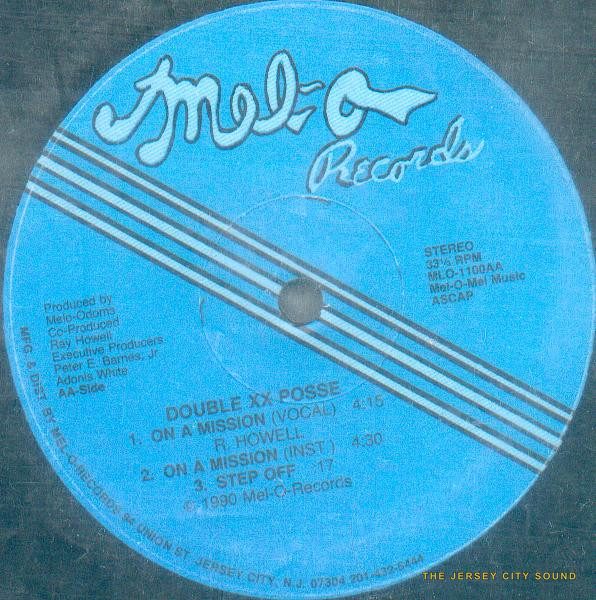 Mel-O
Records
STEREO
33⅓ RPM
MLO-1100AA
Mel-O-Mel Music
ASCAP
Produced by
Melo-Odoms
Co-Produced
Ray Howell
Executive Producers
Peter E. Barnes, Jr
Adonis White
AA-Side
DOUBLE XX POSSE
1. ON A MISSION (VOCAL) 4:15
R. HOWELL
2. ON A MISSION (INST.) 4:30
3. STEP OFF :17
© 1990 Mel-O-Records
MFG. & DIST. BY MEL-O-RECORDS 94 UNION ST. JERSEY CITY, N.J. 07304 201-432-6444
THE JERSEY CITY SOUND